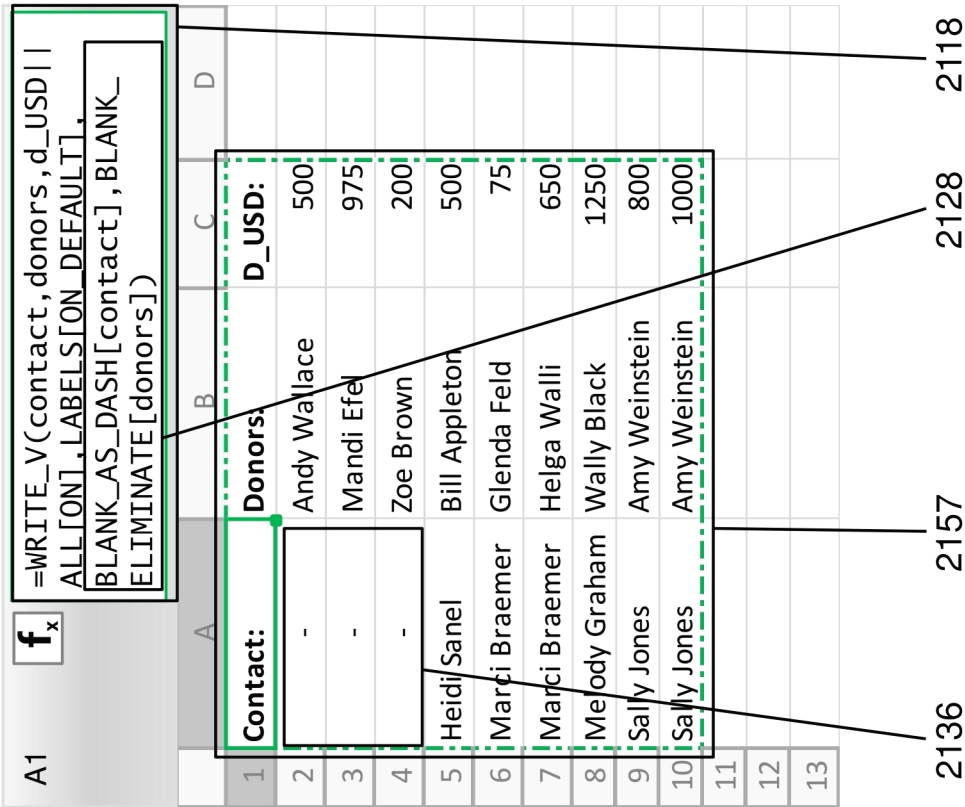 A1
fx
=WRITE_V(contact,donors,d_USD||
ALL[ON],LABELS[ON_DEFAULT],
BLANK_AS_DASH[contact],BLANK_
ELIMINATE[donors])
A B C D
1 Contact: Donors: D_USD:
2 - Andy Wallace 500
3 - Mandi Efel 975
4 - Zoe Brown 200
5 Heidi Sanel Bill Appleton 500
6 Marci Braemer Glenda Feld 75
7 Marci Braemer Helga Walli 650
8 Melody Graham Wally Black 1250
9 Sally Jones Amy Weinstein 800
10 Sally Jones Amy Weinstein 1000
11
12
13
2136
2157
2128
2118